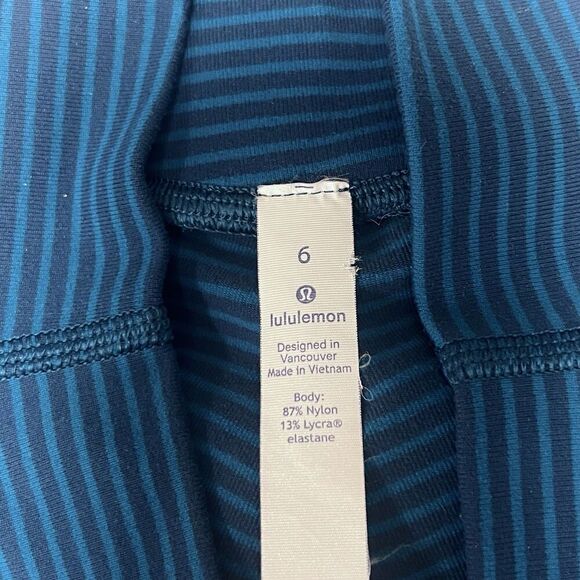 6
lululemon
Designed in
Vancouver
Made in Vietnam
Body:
87% Nylon
13% Lycra®
elastane